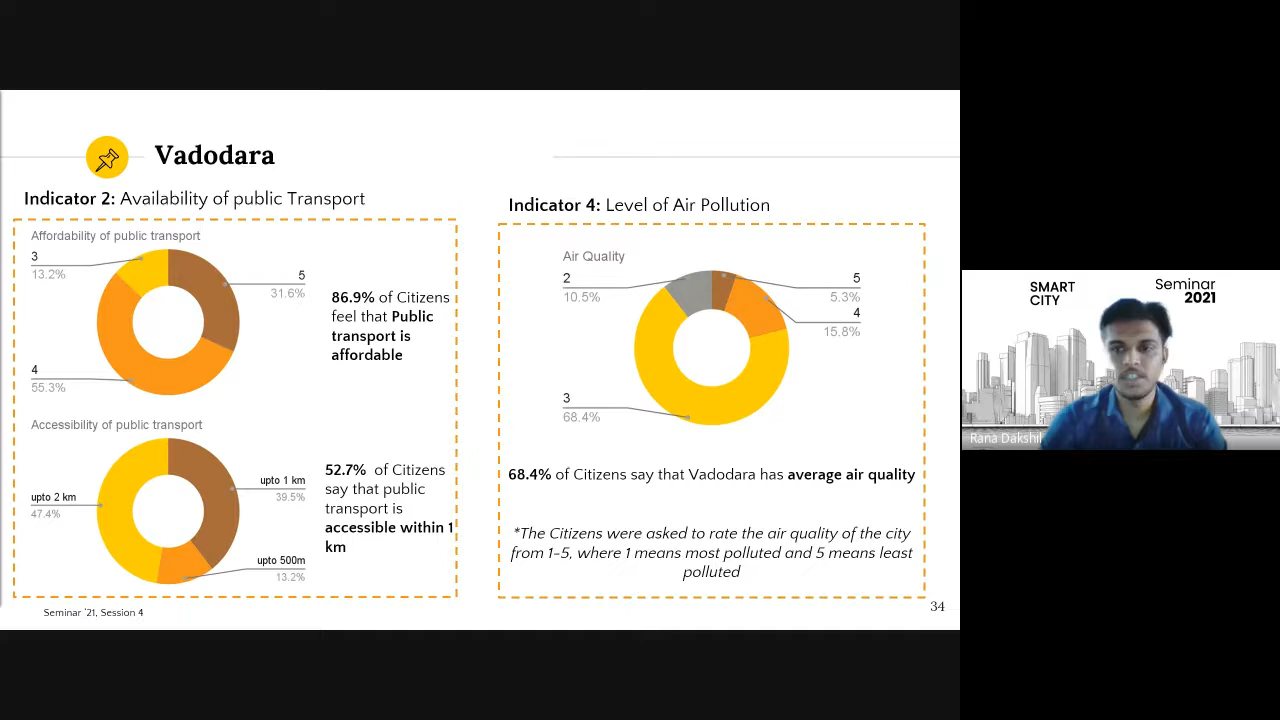 Vadodara
Indicator 2: Availability of public Transport
Affordability of public transport
3
13.2%
5
31.6%
4
55.3%
86.9% of Citizens
feel that Public
transport is
affordable
Accessibility of public transport
upto 1 km
39.5%
upto 2 km
47.4%
upto 500m
13.2%
52.7% of Citizens
say that public
transport is
accessible within 1
km
Indicator 4: Level of Air Pollution
Air Quality
2
10.5%
5
5.3%
4
15.8%
3
68.4%
68.4% of Citizens say that Vadodara has average air quality
*The Citizens were asked to rate the air quality of the city
from 1-5, where 1 means most polluted and 5 means least
polluted
Seminar '21, Session 4
34
SMART
CITY
Seminar
2021
Rana Dakshil